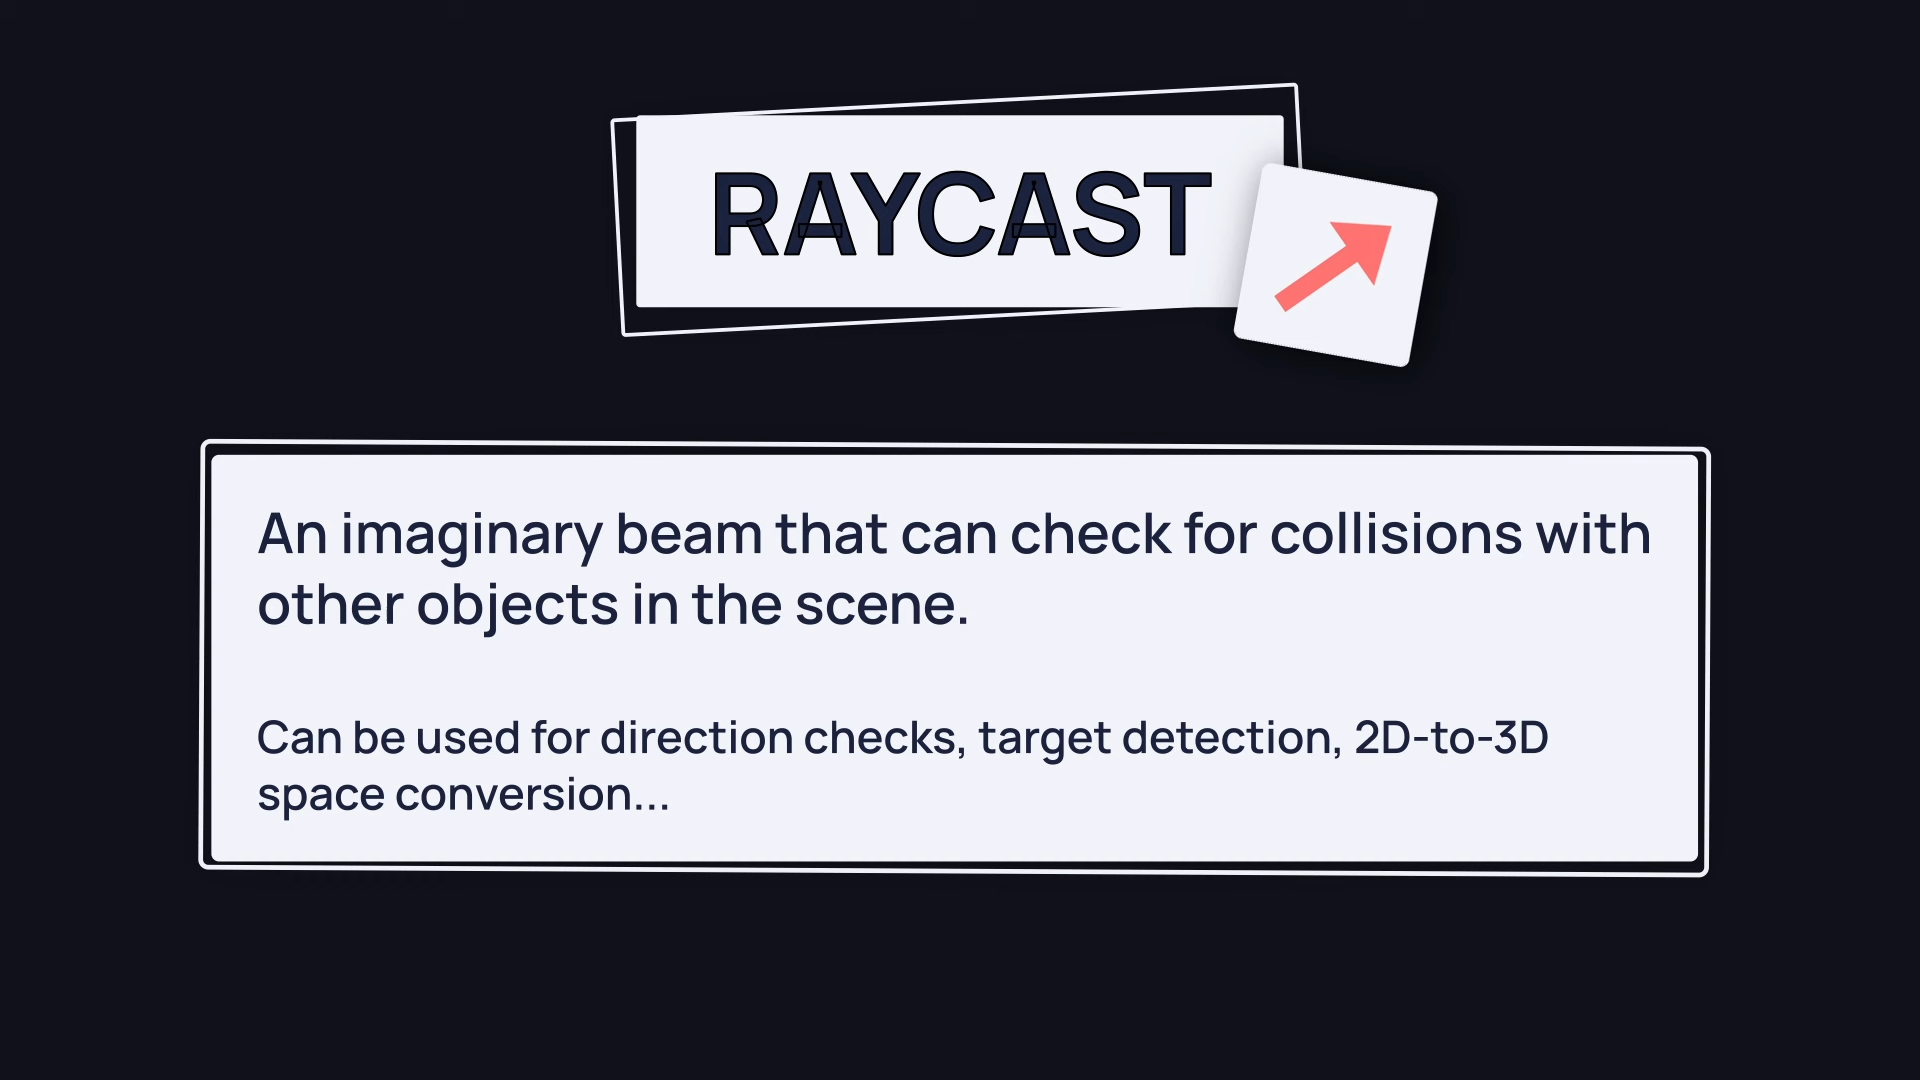 RAYCAST
An imaginary beam that can check for collisions with
other objects in the scene.
Can be used for direction checks, target detection, 2D-to-3D
space conversion...